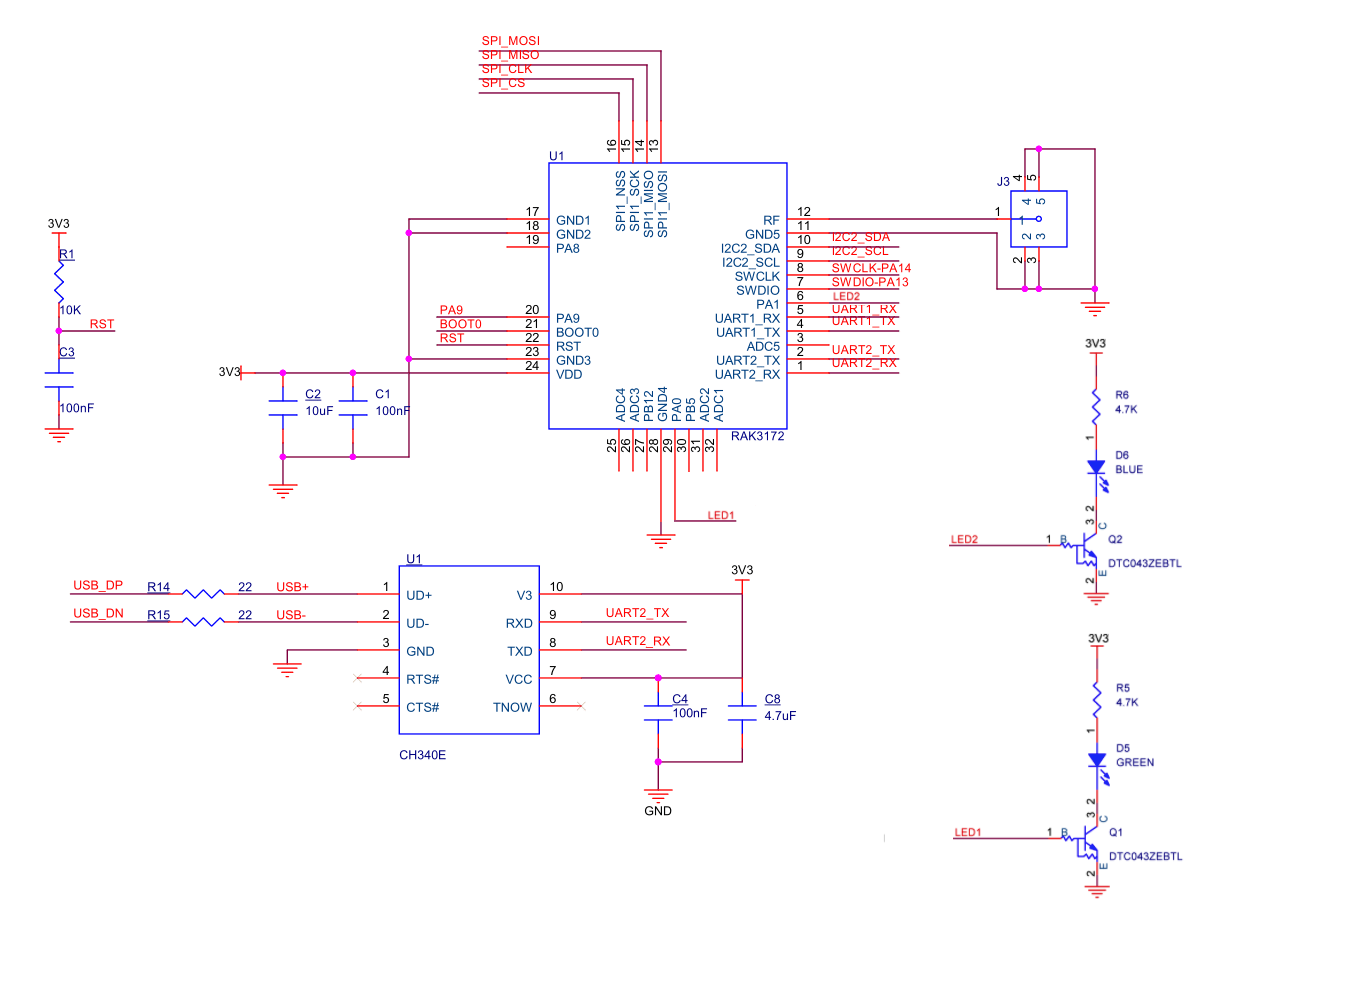 SPI_MOSI
SPI_MISO
SPI_CLK
SPI_CS
16
15
14
13
U1
SPI1_NSS
SPI1_SCK
SPI1_MISO
SPI1_MOSI
17 GND1
18 GND2
19 PA8
PA9 20 PA9
BOOT0 21 BOOT0
RST 22 RST
23 GND3
3V3 24 VDD
RF 12
GND5 11
I2C2_SDA 10 I2C2_SDA
I2C2_SCL 9 I2C2_SCL
SWCLK 8 SWCLK-PA14
SWDIO 7 SWDIO-PA13
PA1 6 LED2
UART1_RX 5 UART1_RX
UART1_TX 4 UART1_TX
ADC5 3
UART2_TX 2 UART2_TX
UART2_RX 1 UART2_RX
ADC4
ADC3
PB12
GND4
PA0
PB5
ADC2
ADC1
RAK3172
25
26
27
28
29
30
31
32
LED1
J3
4
5
4 5
1
1
2 3
2
3
3V3
R1
10K
RST
C3
100nF
C2
10uF
C1
100nF
3V3
R6
4.7K
1
D6
BLUE
2
3
C
LED2 1 B Q2
DTC043ZEBTL
E
2
U1
USB_DP R14 22 USB+ 1 UD+
USB_DN R15 22 USB- 2 UD-
3 GND
4 RTS#
5 CTS#
V3 10
RXD 9 UART2_TX
TXD 8 UART2_RX
VCC 7
TNOW 6
CH340E
3V3
C4
100nF
C8
4.7uF
GND
3V3
R5
4.7K
1
D5
GREEN
2
3
C
LED1 1 B Q1
DTC043ZEBTL
E
2